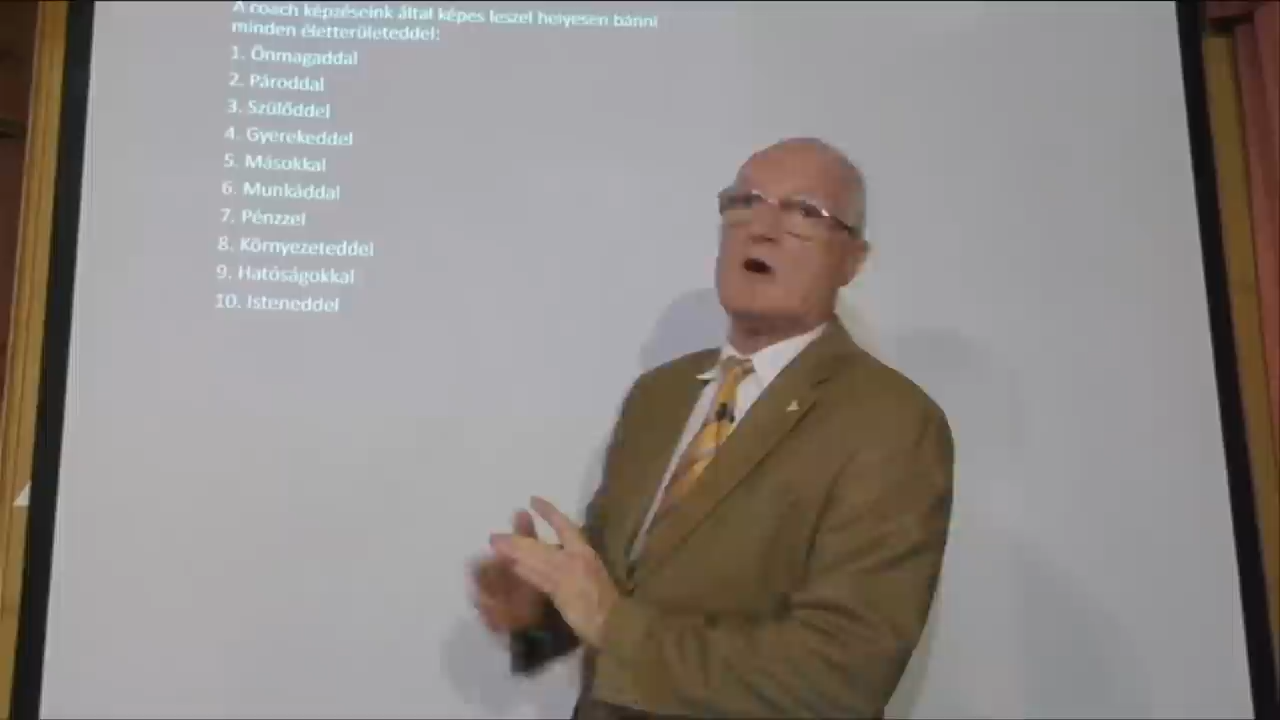 A coach képzéseink által képes leszel helyesen bánni
minden életterületeddel:
1. Önmagaddal
2. Pároddal
3. Szülőddel
4. Gyerekeddel
5. Másokkal
6. Munkáddal
7. Pénzzel
8. Környezeteddel
9. Hatóságokkal
10. Isteneddel